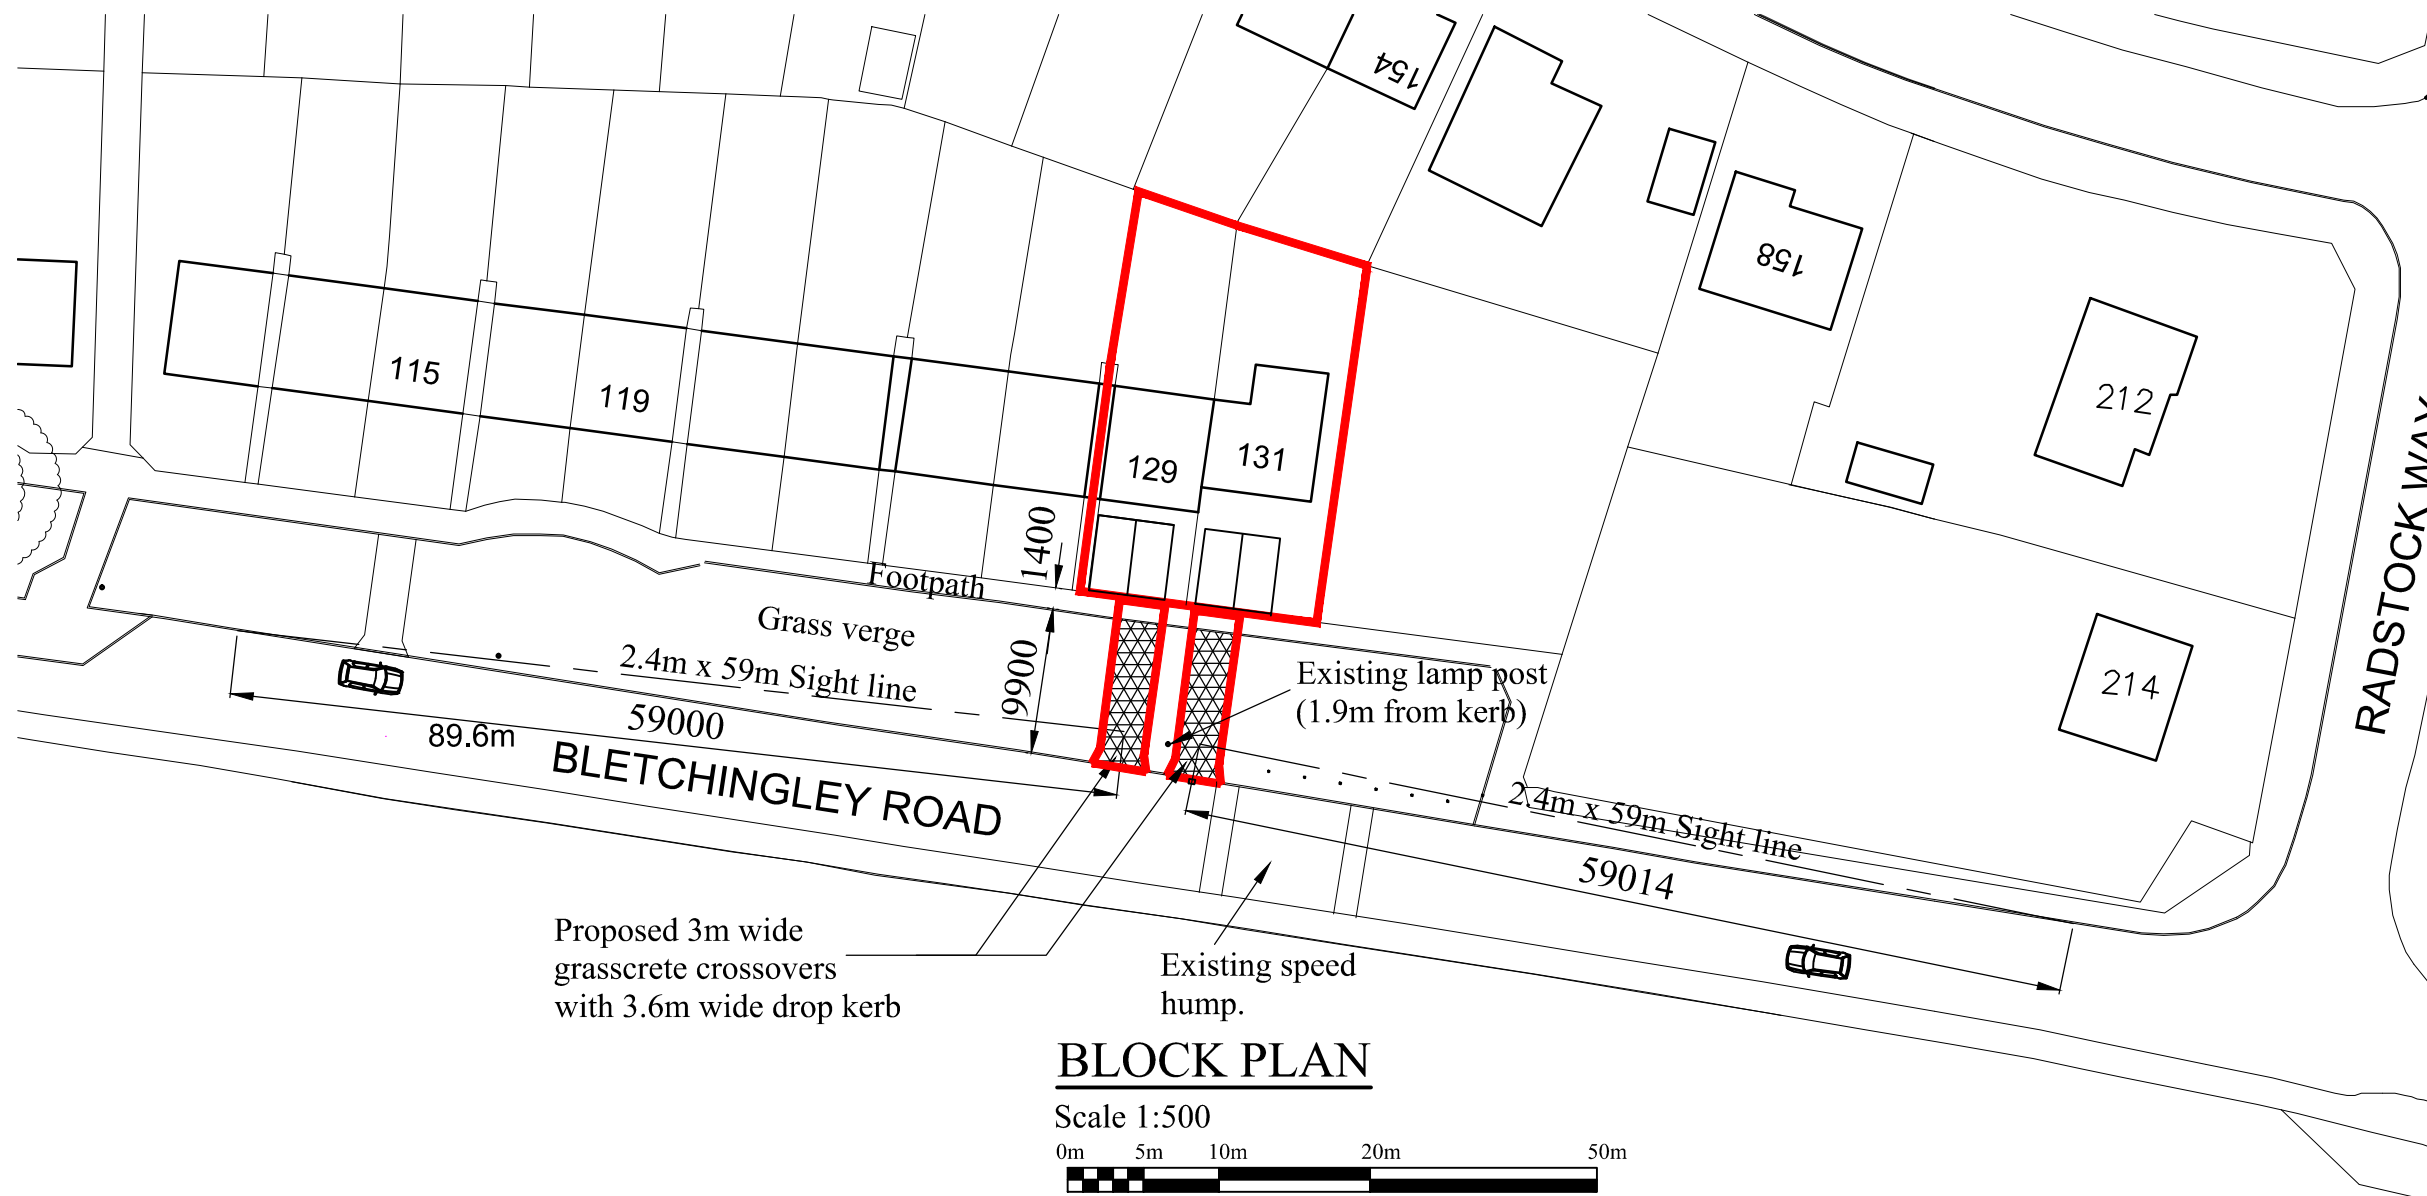 154
158
115
119
129
131
212
214
1400
Footpath
Grass verge
2.4m x 59m Sight line
9900
Existing lamp post
(1.9m from kerb)
59000
89.6m
BLETCHINGLEY ROAD
RADSTOCK WAY
2.4m x 59m Sight line
59014
Proposed 3m wide
grasscrete crossovers
with 3.6m wide drop kerb
Existing speed
hump.
BLOCK PLAN
Scale 1:500
0m 5m 10m 20m 50m